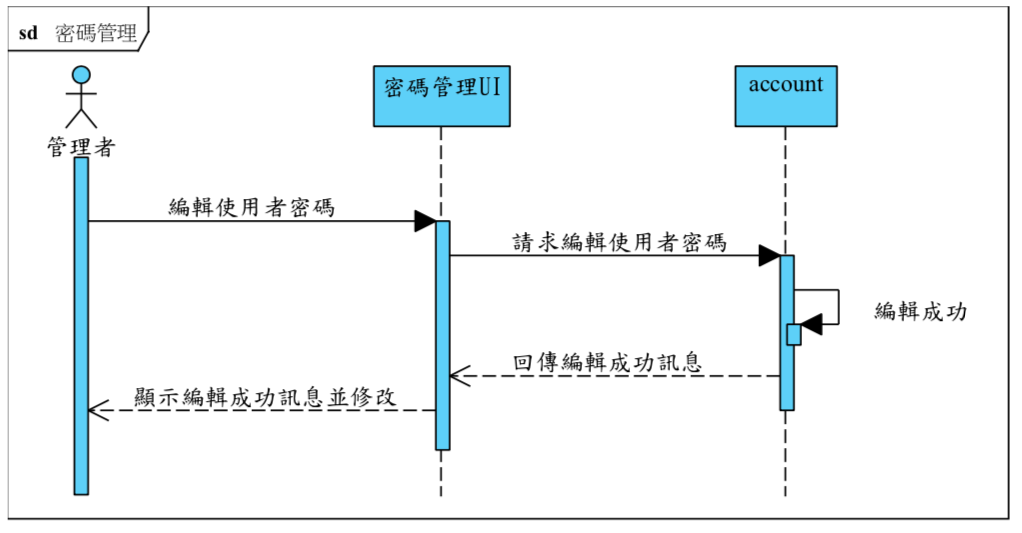 sd 密碼管理
管理者
密碼管理UI
account
編輯使用者密碼
請求編輯使用者密碼
編輯成功
回傳編輯成功訊息
顯示編輯成功訊息並修改